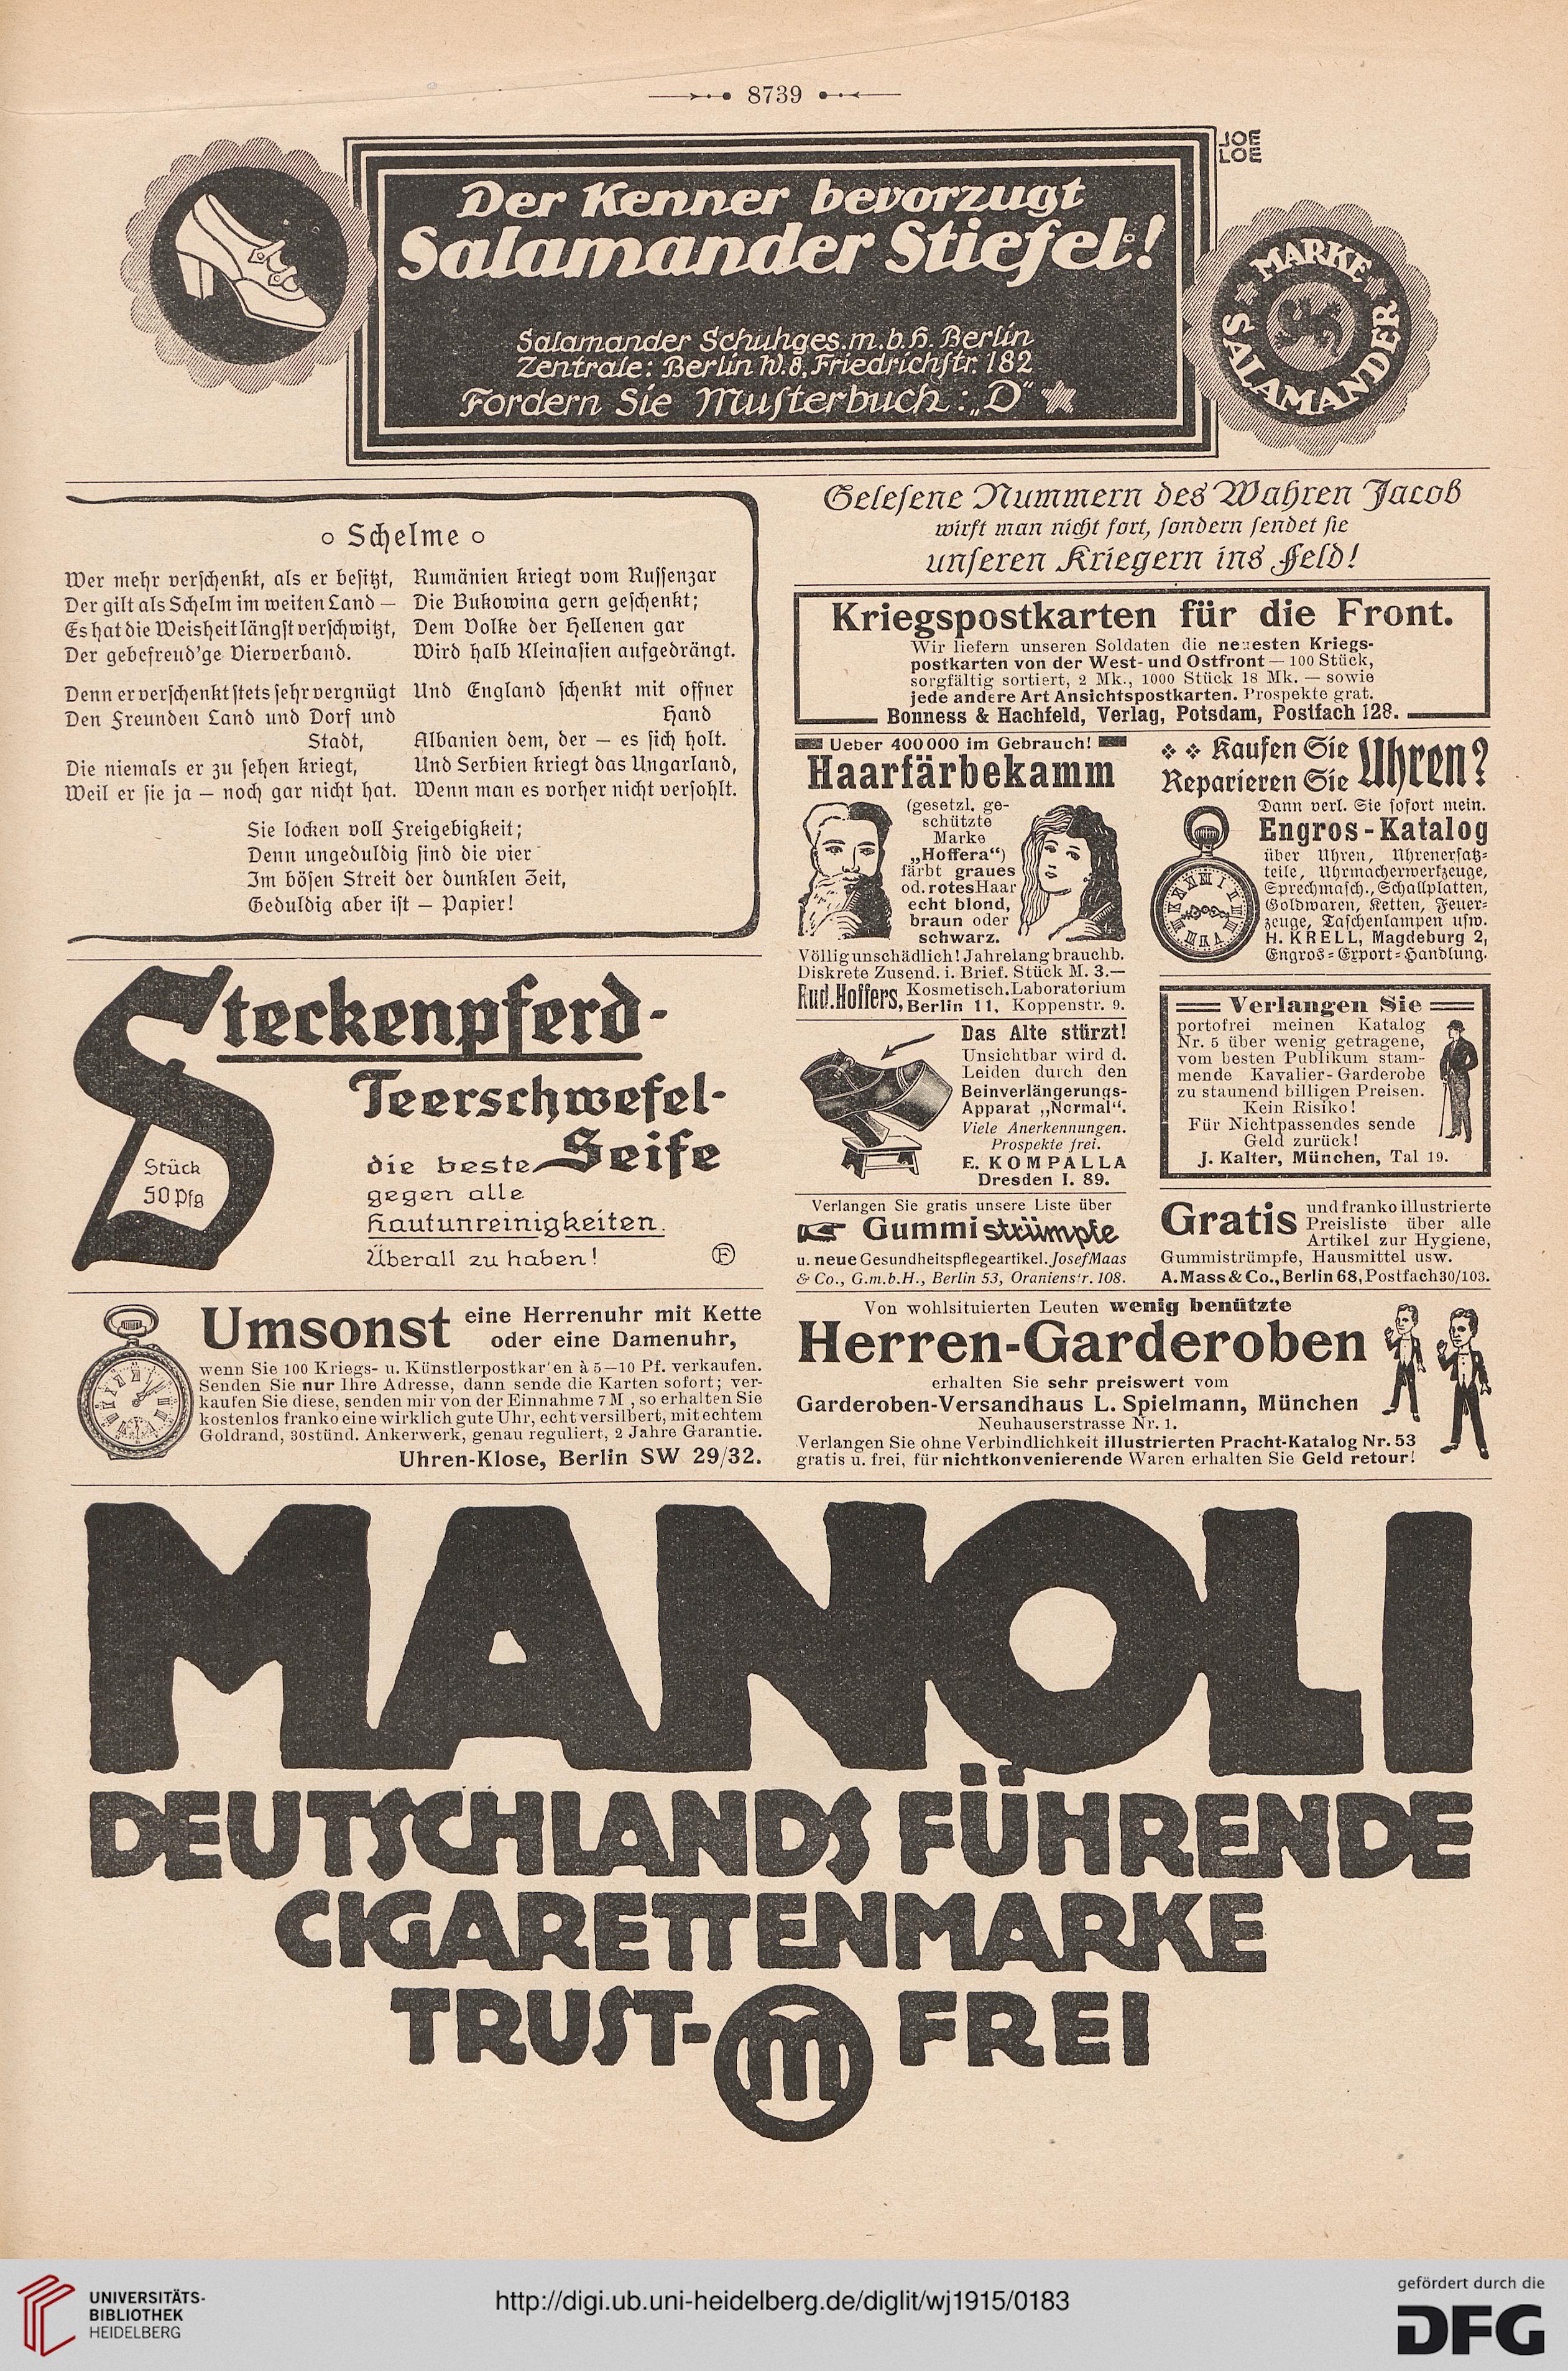 8739
JOE
LOE
Der Kenner bevorzugt
Salamander Stiefel!
Salamander Schuhges.m.b.H. Berlin
Zentrale: Berlin W.8, Friedrichstr. 182
Fordern Sie Musterbuch: „D“
MARKE
SALAMANDER
Schelme
Wer mehr verschenkt, als er besitzt,
Der gilt als Schelm im weiten Land —
Es hat die Weisheit längst verschwitzt,
Der gebefreud'ge Vierverband.
Denn er verschenkt stets sehr vergnügt
Den Freunden Land und Dorf und
Stadt,
Die niemals er zu sehen kriegt,
Weil er sie ja — noch gar nicht hat.
Rumänien kriegt vom Russenzar
Die Bukowina gern geschenkt;
Dem Volke der Hellenen gar
Wird halb Kleinasien aufgedrängt.
Und England schenkt mit offner
Hand
Albanien dem, der — es sich holt.
Und Serbien kriegt das Ungarland,
Wenn man es vorher nicht versohlt.
Sie locken voll Freigebigkeit;
Denn ungeduldig sind die vier
Im bösen Streit der dunklen Zeit,
Geduldig aber ist — Papier!
Steckenpferd-
Teerschwefel-
Seife
die beste
gegen alle
Hautunreinigkeiten.
Überall zu haben!
Stück
50 Pfg
F
Umsonst eine Herrenuhr mit Kette
oder eine Damenuhr,
wenn Sie 100 Kriegs- u. Künstlerpostkar'en à 5—10 Pf. verkaufen.
Senden Sie nur Ihre Adresse, dann sende die Karten sofort; ver-
kaufen Sie diese, senden mir von der Einnahme 7 M , so erhalten Sie
kostenlos franko eine wirklich gute Uhr, echt versilbert, mit echtem
Goldrand, 30stünd. Ankerwerk, genau reguliert, 2 Jahre Garantie.
Uhren-Klose, Berlin SW 29/32.
Gelesene Nummern des Wahren Jacob
wirft man nicht fort, sondern sendet sie
unseren Kriegern ins Feld!
Kriegspostkarten für die Front.
Wir liefern unseren Soldaten die neuesten Kriegs-
postkarten von der West- und Ostfront — 100 Stück,
sorgfältig sortiert, 2 Mk., 1000 Stück 18 Mk. — sowie
jede andere Art Ansichtspostkarten. Prospekte grat.
Bonness & Hachfeld, Verlag, Potsdam, Postfach 128.
Ueber 400000 im Gebrauch!
Haarfärbekamm
(gesetzl. ge-
schützte
Marke
„Hoffera“)
färbt graues
od. rotes Haar
echt blond,
braun oder
schwarz.
Völlig unschädlich! Jahrelang brauchb.
Diskrete Zusend. i. Brief. Stück M. 3.—
Rud. Hoffers, Kosmetisch. Laboratorium
Berlin 11, Koppenstr. 9.
Das Alte stürzt!
Unsichtbar wird d.
Leiden durch den
Beinverlängerungs-
Apparat „Normal“.
Viele Anerkennungen.
Prospekte frei.
E. KOMPALLA
Dresden I. 89.
Verlangen Sie gratis unsere Liste über
Gummistrümpfe
u. neue Gesundheitspflegeartikel. Josef Maas
& Co., G.m.b.H., Berlin 53, Oranienstr. 108.
Kaufen Sie
Reparieren Sie Uhren?
Dann verl. Sie sofort mein.
Engros-Katalog
über Uhren, Uhrenersatz-
teile, Uhrmacherwerkzeuge,
Sprechmasch., Schallplatten,
Goldwaren, Ketten, Feuer-
zeuge, Taschenlampen usw.
H. KRELL, Magdeburg 2,
Engros-Export-Handlung.
Verlangen Sie
portofrei meinen Katalog
Nr. 5 über wenig getragene,
vom besten Publikum stam-
mende Kavalier-Garderobe
zu staunend billigen Preisen.
Kein Risiko!
Für Nichtpassendes sende
Geld zurück!
J. Kalter, München, Tal 19.
Gratis und franko illustrierte
Preisliste über alle
Artikel zur Hygiene,
Gummistrümpfe, Hausmittel usw.
A. Mass & Co., Berlin 68, Postfach 30/103.
Von wohlsituierten Leuten wenig benützte
Herren-Garderoben
erhalten Sie sehr preiswert vom
Garderoben-Versandhaus L. Spielmann, München
Neuhauserstrasse Nr. 1.
Verlangen Sie ohne Verbindlichkeit illustrierten Pracht-Katalog Nr. 53
gratis u. frei, für nichtkonvenierende Waren erhalten Sie Geld retour!
MANOLI
DEUTSCHLANDS FÜHRENDE
CIGARETTENMARKE
TRUST-M FREI
UNIVERSITÄTS-
BIBLIOTHEK
HEIDELBERG
http://digi.ub.uni-heidelberg.de/diglit/wj1915/0183
gefördert durch die
DFG